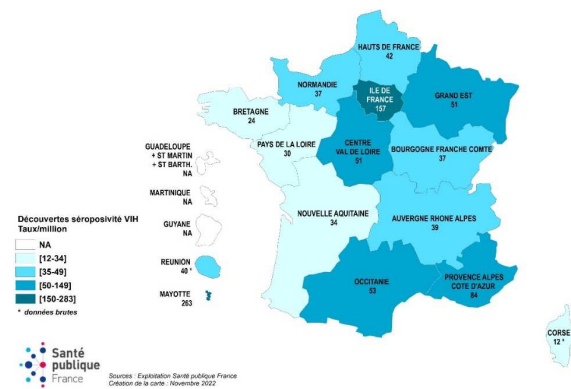 HAUTS DE FRANCE
42
NORMANDIE
37
ILE DE
FRANCE
157
GRAND EST
51
BRETAGNE
24
PAYS DE LA LOIRE
30
CENTRE
VAL DE LOIRE
51
BOURGOGNE FRANCHE COMTE
37
GUADELOUPE
+ ST MARTIN
+ ST BARTH.
NA
MARTINIQUE
NA
GUYANE
NA
NOUVELLE AQUITAINE
34
AUVERGNE RHONE ALPES
39
REUNION
40 *
MAYOTTE
263
OCCITANIE
53
PROVENCE ALPES
COTE D'AZUR
84
CORSE
12 *
Découvertes séropositivité VIH
Taux/million
NA
[12-34]
[35-49]
[50-149]
[150-283]
* données brutes
Santé
publique
France
Sources : Exploitation Santé publique France
Création de la carte : Novembre 2022